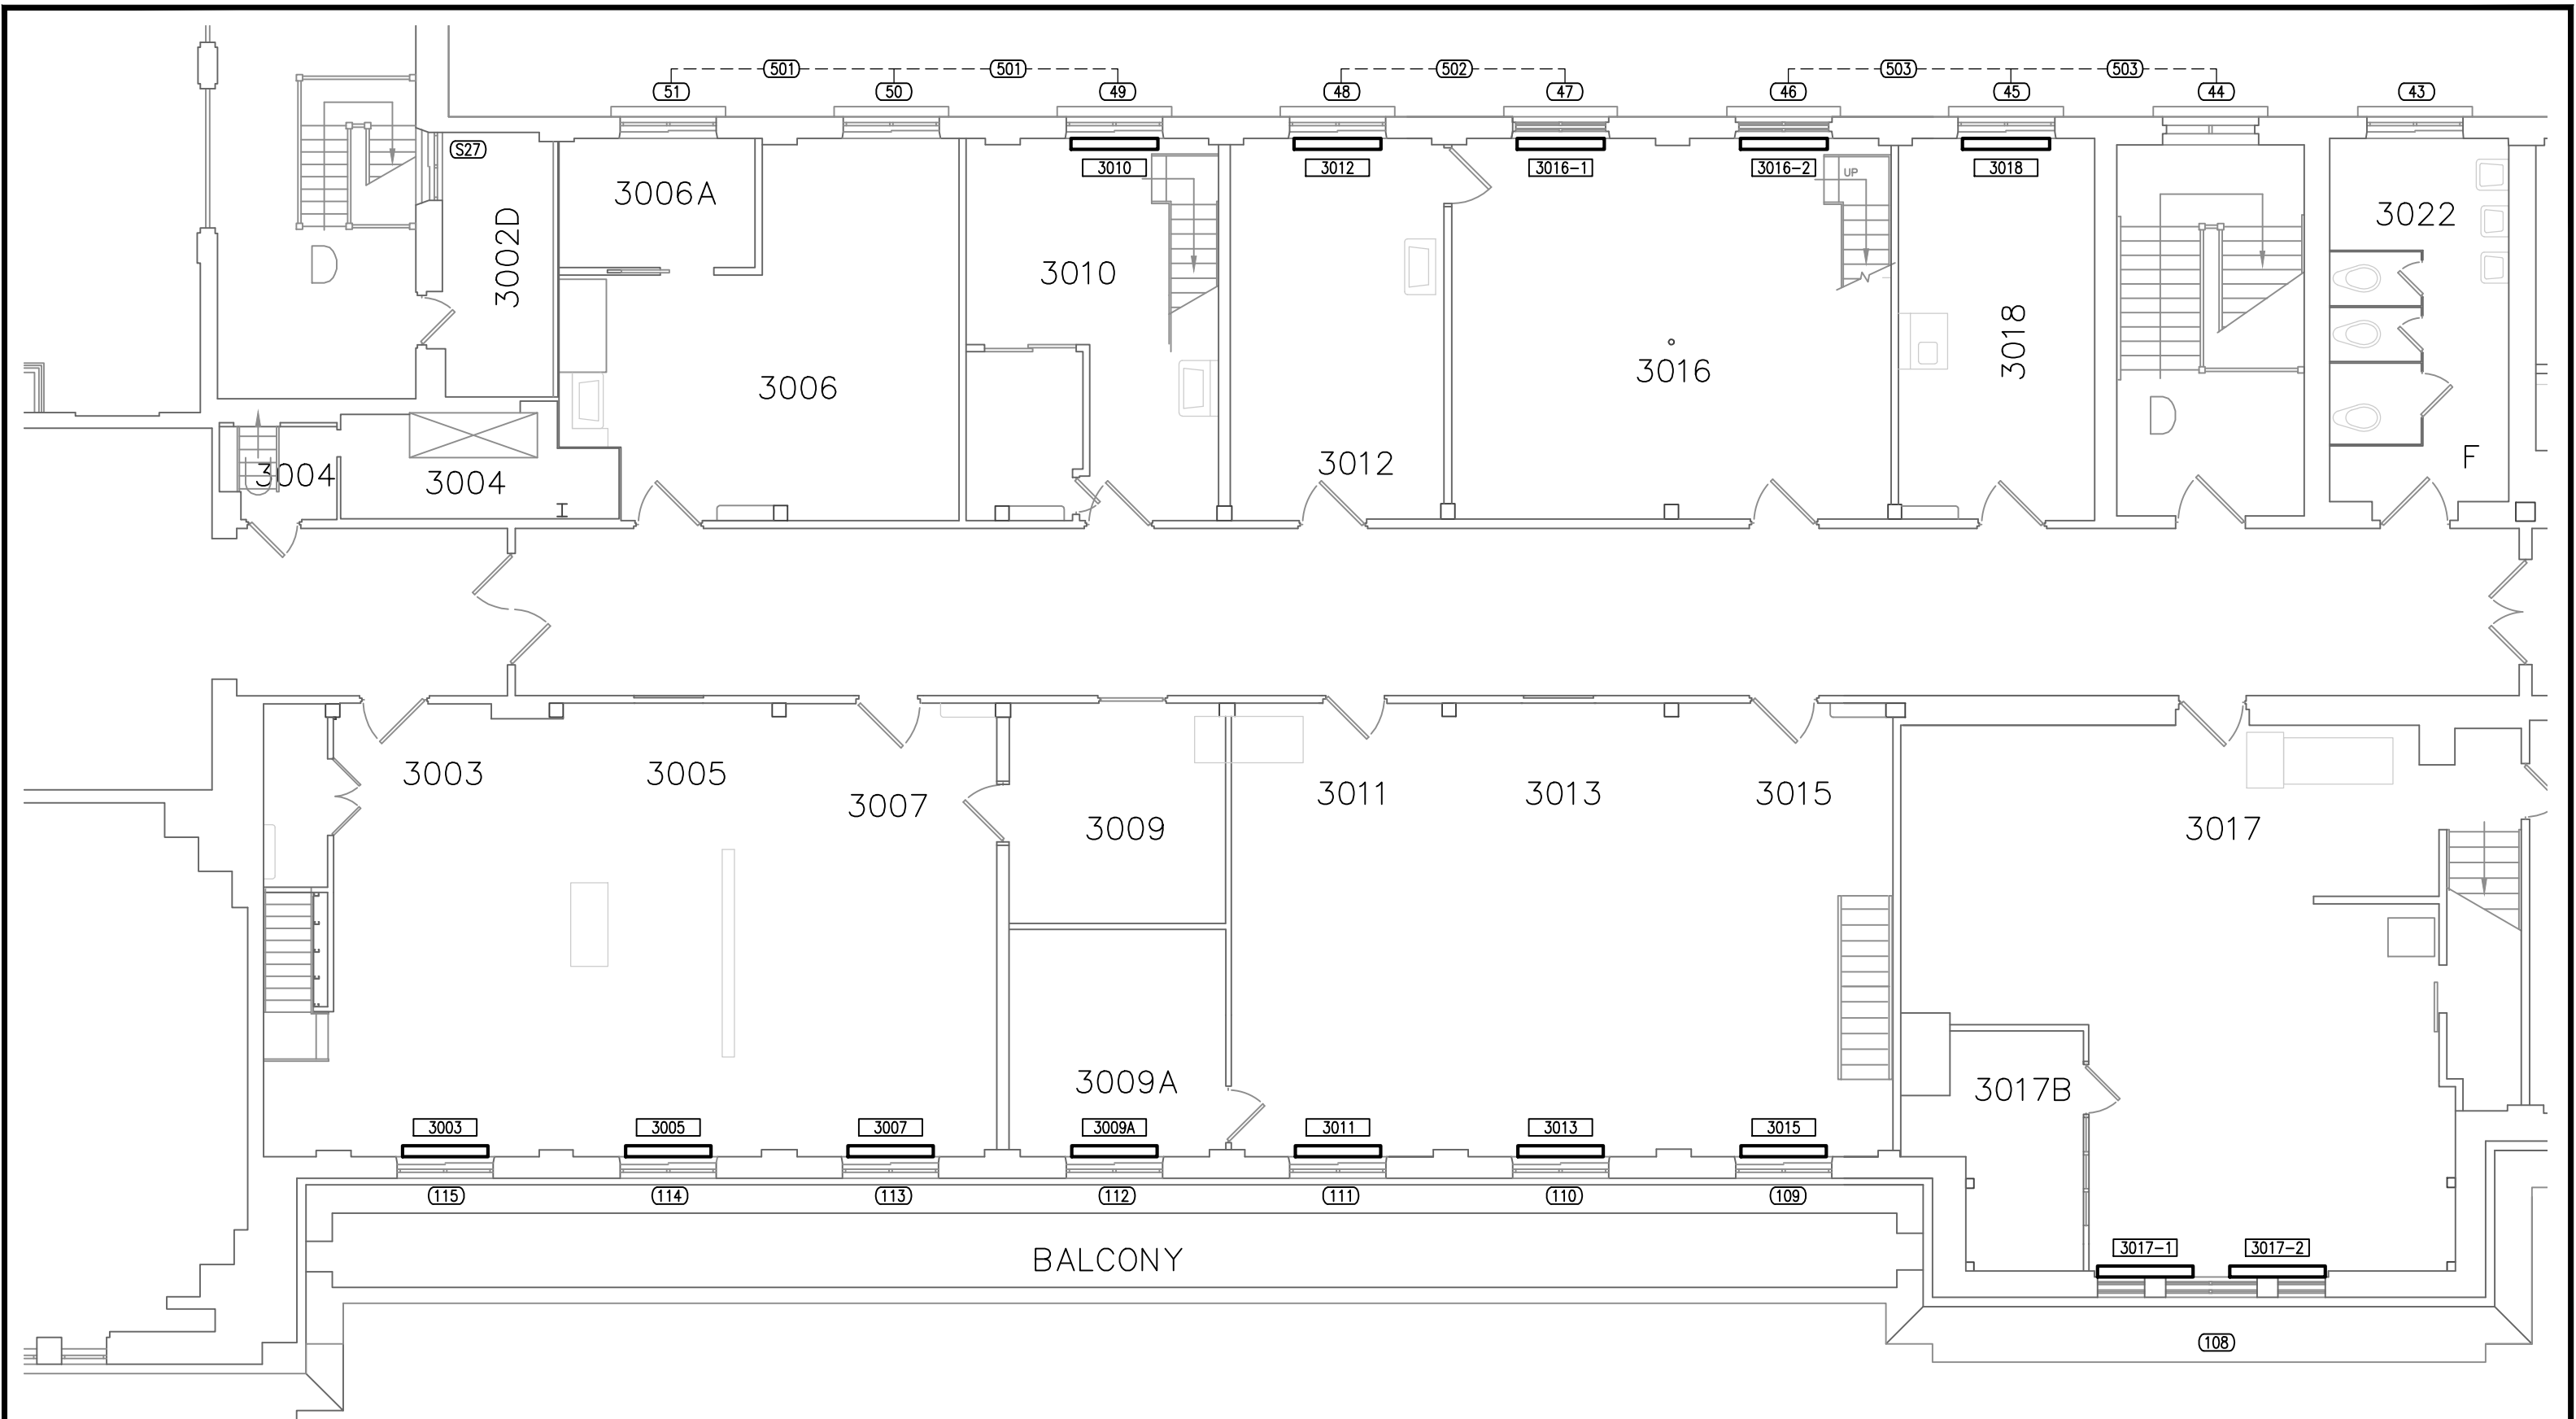 501 501 502 503 503
51 50 49 48 47 46 45 44 43
S27
3010 3012 3016-1 3016-2 3018
UP
3006A
3022
3002D
3010
3018
3016
3006
F
3012
3004
3004
3003 3005
3011 3013 3015
3007
3009 3017
3009A
3017B
3003 3005 3007 3009A 3011 3013 3015
115 114 113 112 111 110 109
3017-1 3017-2
BALCONY
108